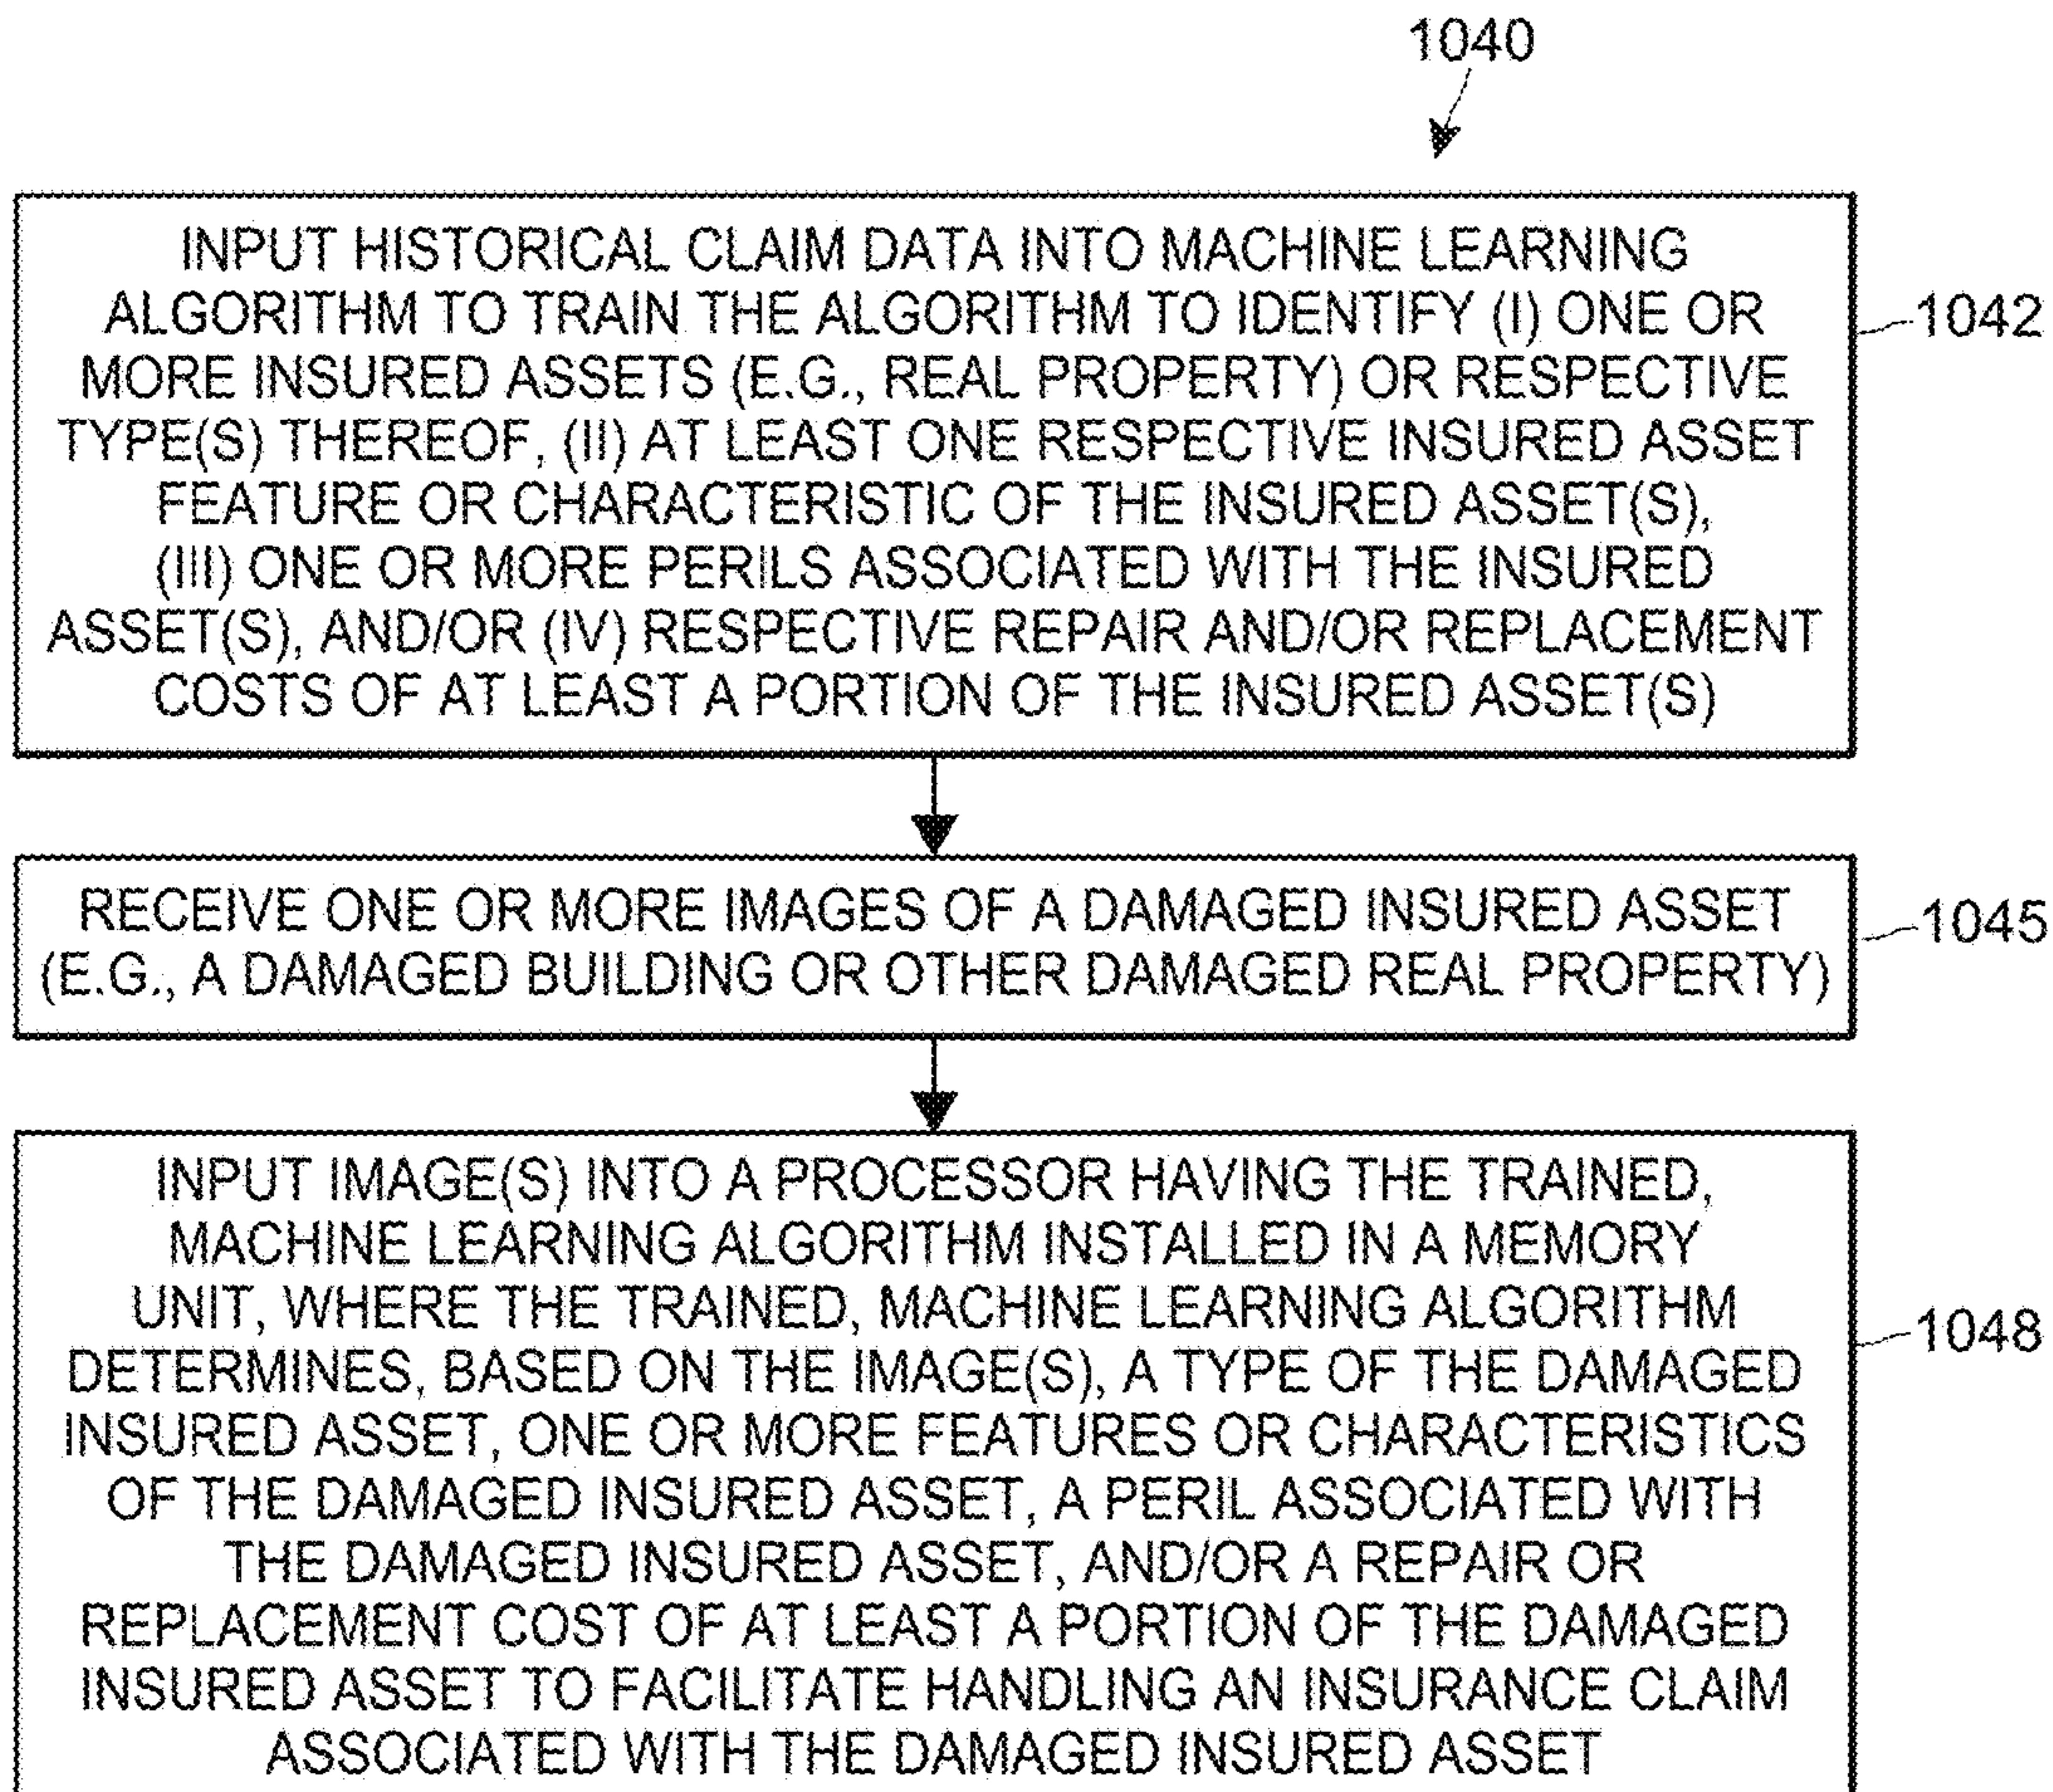 1040
INPUT HISTORICAL CLAIM DATA INTO MACHINE LEARNING
ALGORITHM TO TRAIN THE ALGORITHM TO IDENTIFY (I) ONE OR
MORE INSURED ASSETS (E.G., REAL PROPERTY) OR RESPECTIVE
TYPE(S) THEREOF, (II) AT LEAST ONE RESPECTIVE INSURED ASSET
FEATURE OR CHARACTERISTIC OF THE INSURED ASSET(S),
(III) ONE OR MORE PERILS ASSOCIATED WITH THE INSURED
ASSET(S), AND/OR (IV) RESPECTIVE REPAIR AND/OR REPLACEMENT
COSTS OF AT LEAST A PORTION OF THE INSURED ASSET(S)
1042
RECEIVE ONE OR MORE IMAGES OF A DAMAGED INSURED ASSET
(E.G., A DAMAGED BUILDING OR OTHER DAMAGED REAL PROPERTY)
1045
INPUT IMAGE(S) INTO A PROCESSOR HAVING THE TRAINED,
MACHINE LEARNING ALGORITHM INSTALLED IN A MEMORY
UNIT, WHERE THE TRAINED, MACHINE LEARNING ALGORITHM
DETERMINES, BASED ON THE IMAGE(S), A TYPE OF THE DAMAGED
INSURED ASSET, ONE OR MORE FEATURES OR CHARACTERISTICS
OF THE DAMAGED INSURED ASSET, A PERIL ASSOCIATED WITH
THE DAMAGED INSURED ASSET, AND/OR A REPAIR OR
REPLACEMENT COST OF AT LEAST A PORTION OF THE DAMAGED
INSURED ASSET TO FACILITATE HANDLING AN INSURANCE CLAIM
ASSOCIATED WITH THE DAMAGED INSURED ASSET
1048